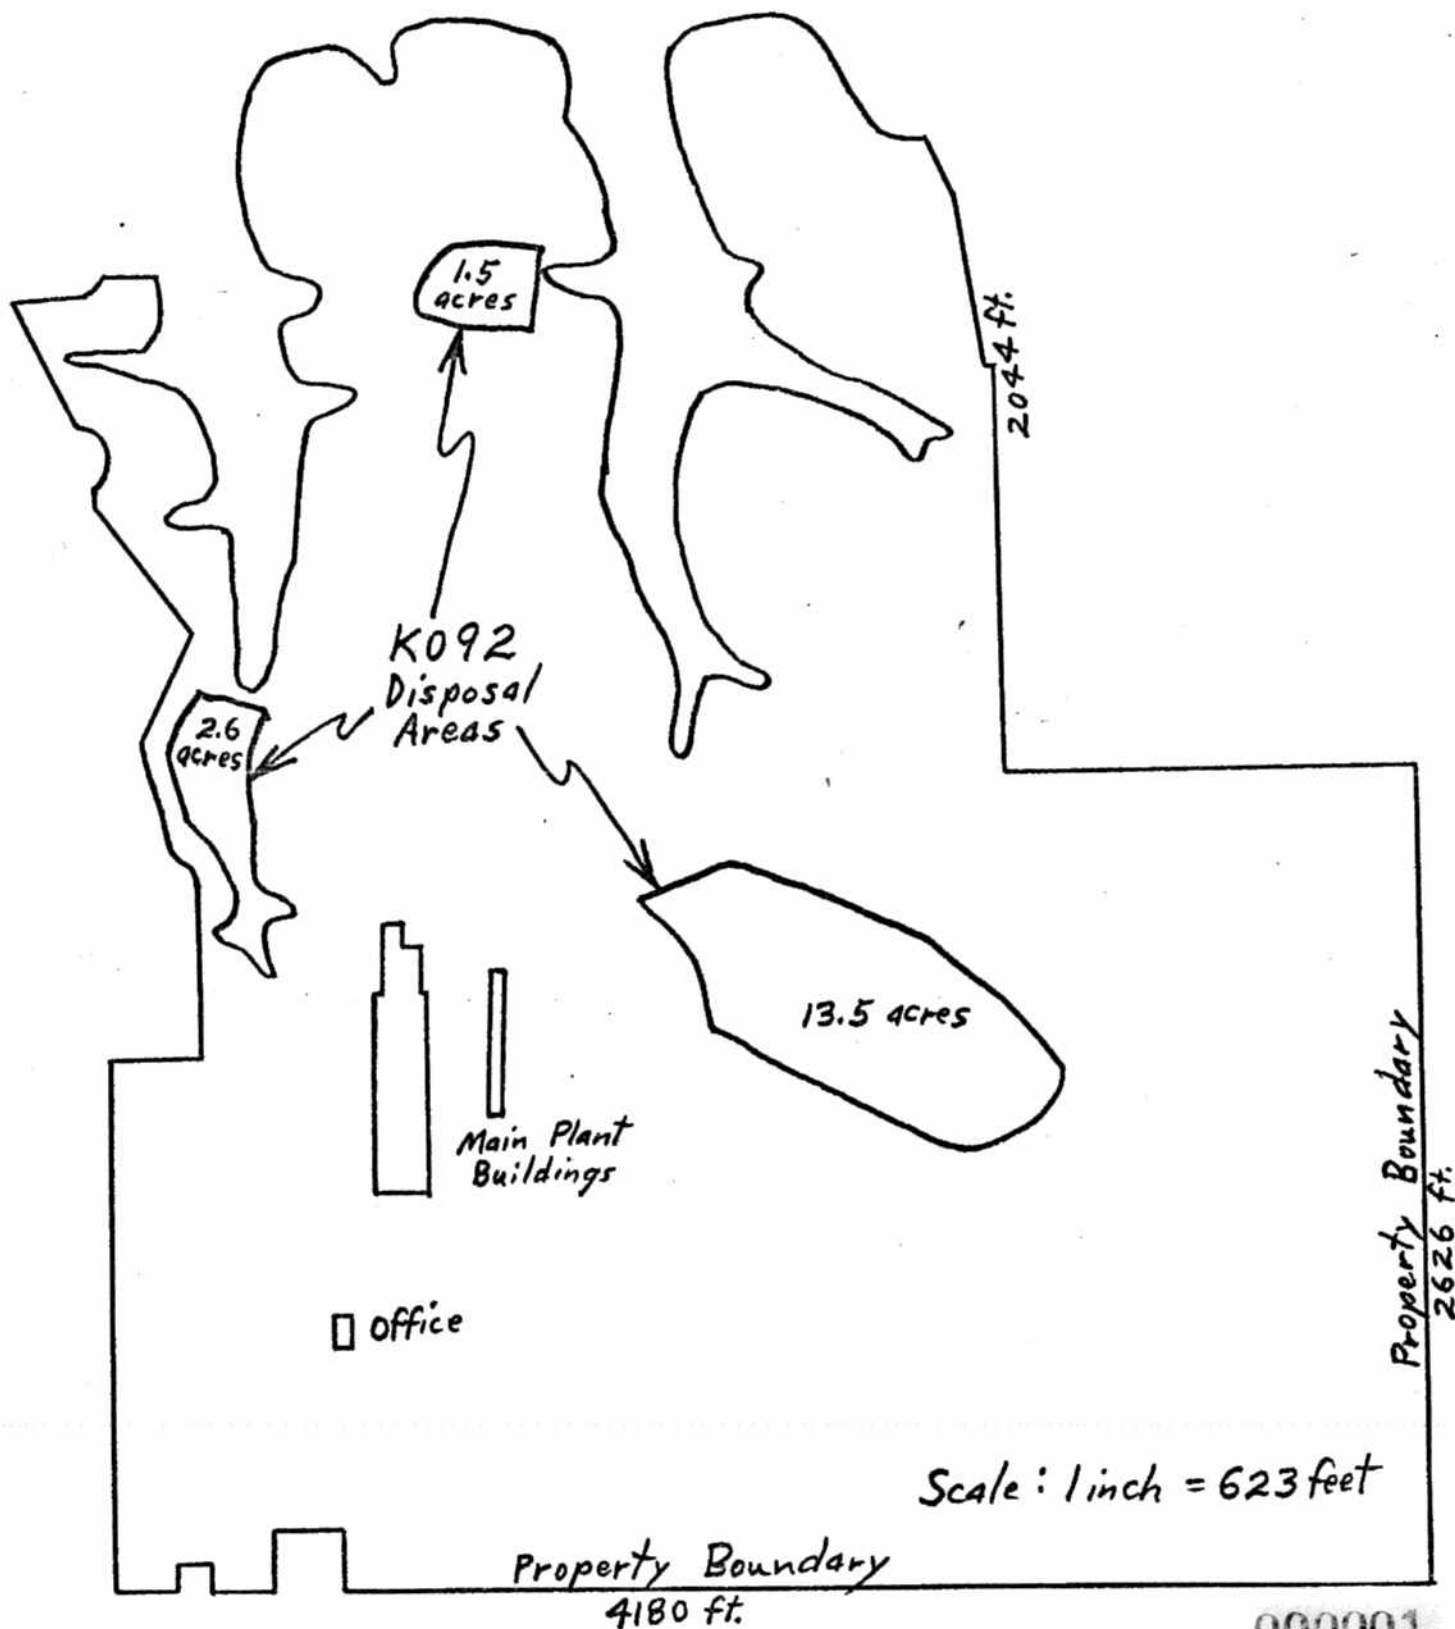 1.5
acres
2044 ft.
K092
Disposal
Areas
2.6
acres
13.5 acres
Main Plant
Buildings
Property Boundary
2626 ft.
Office
Scale: 1 inch = 623 feet
Property Boundary
4180 ft.